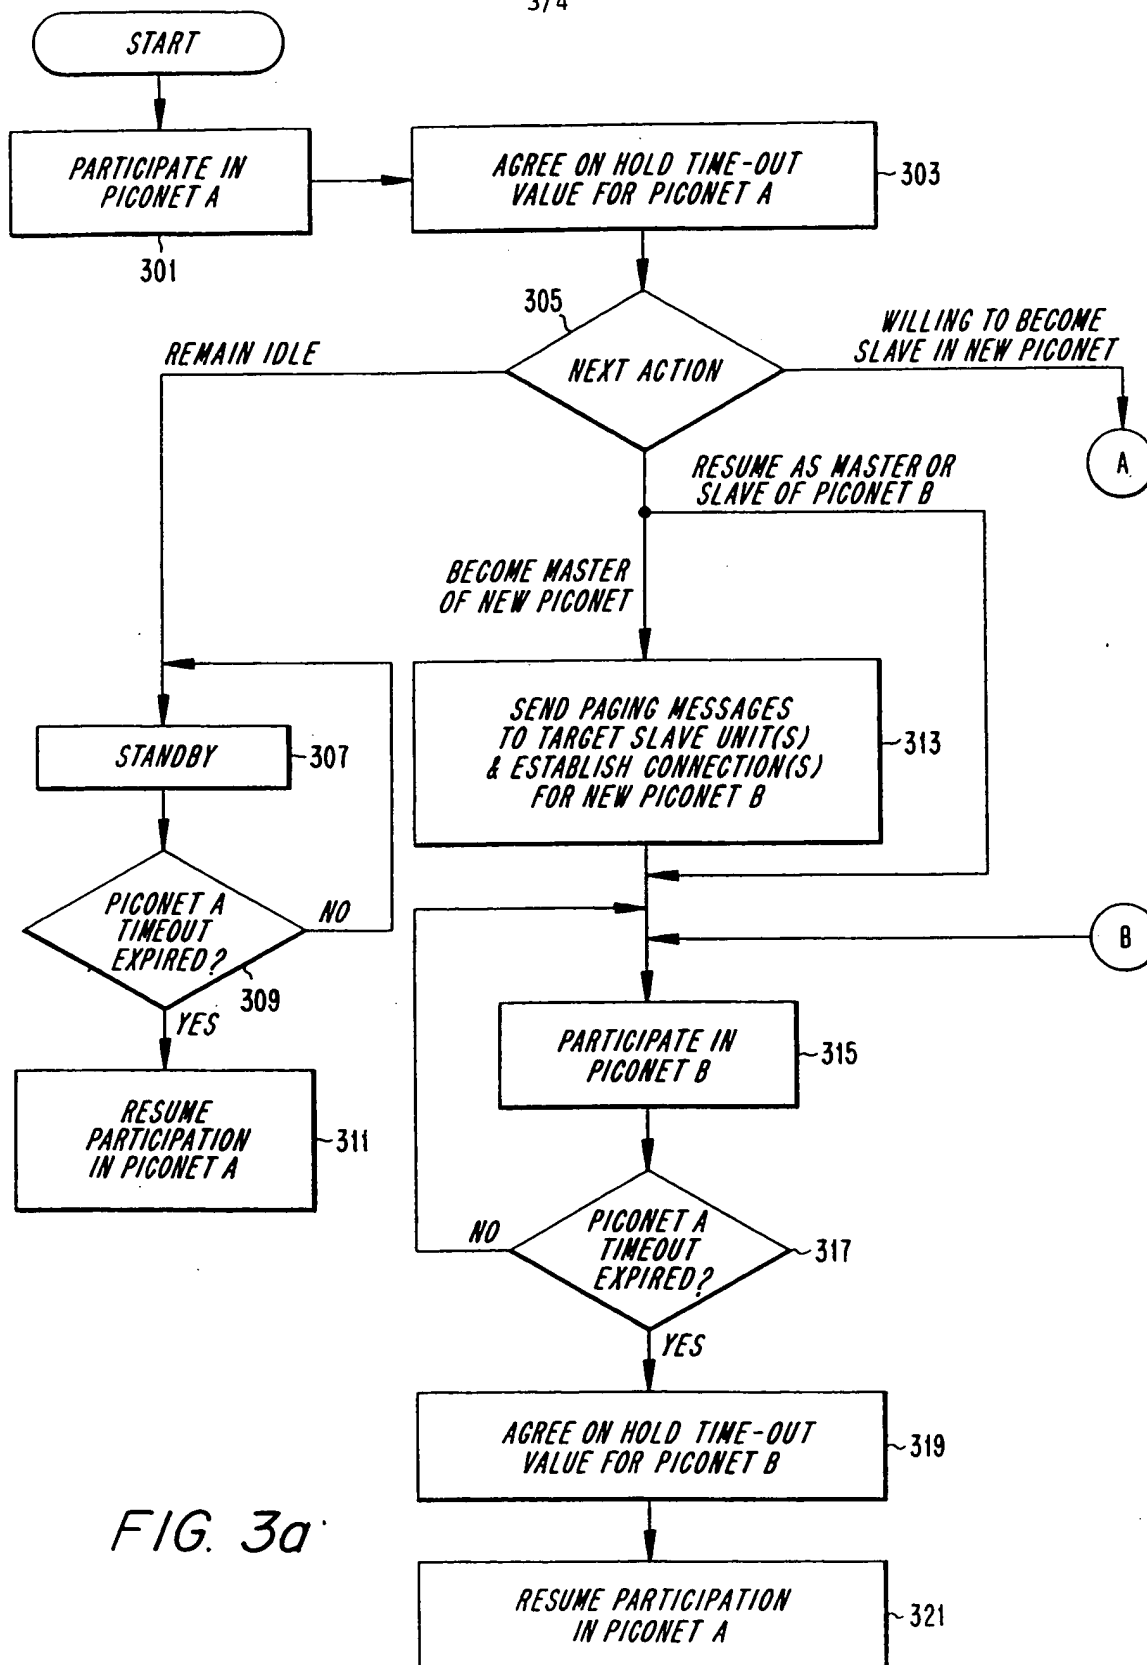 3/4
START
PARTICIPATE IN
PICONET A
301
AGREE ON HOLD TIME-OUT
VALUE FOR PICONET A
303
305
NEXT ACTION
REMAIN IDLE
WILLING TO BECOME
SLAVE IN NEW PICONET
A
RESUME AS MASTER OR
SLAVE OF PICONET B
BECOME MASTER
OF NEW PICONET
SEND PAGING MESSAGES
TO TARGET SLAVE UNIT(S)
& ESTABLISH CONNECTION(S)
FOR NEW PICONET B
313
STANDBY
307
PICONET A
TIMEOUT
EXPIRED?
NO
309
YES
RESUME
PARTICIPATION
IN PICONET A
311
B
PARTICIPATE IN
PICONET B
315
PICONET A
TIMEOUT
EXPIRED?
NO
317
YES
AGREE ON HOLD TIME-OUT
VALUE FOR PICONET B
319
RESUME PARTICIPATION
IN PICONET A
321
FIG. 3a